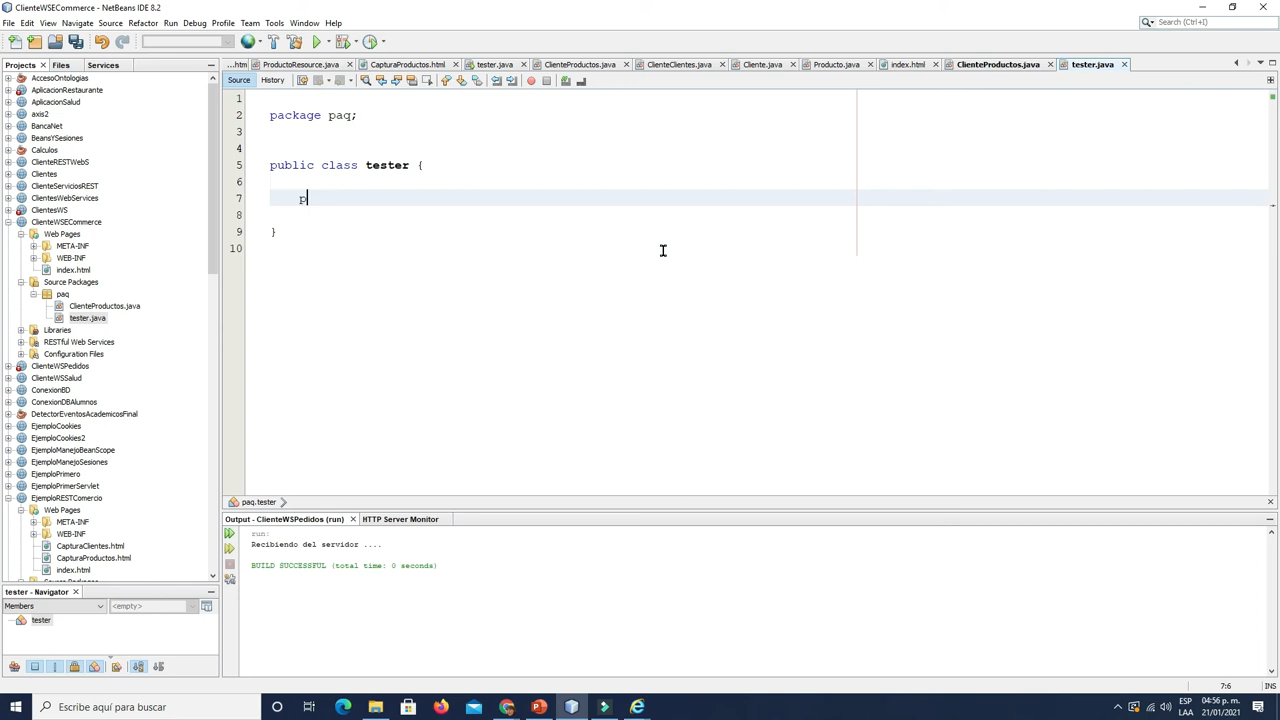 ClienteWSECommerce - NetBeans IDE 8.2
File Edit View Navigate Source Refactor Run Debug Profile Team Tools Window Help
Search (Ctrl+I)
Projects Files Services
...htm ProductoResource.java CapturaProductos.html tester.java ClienteProductos.java ClienteClientes.java Cliente.java Producto.java index.html ClienteProductos.java tester.java
Source History
AccesoOntologias
AplicacionRestaurante
AplicacionSalud
axis2
BancaNet
BeansYSesiones
Calculos
ClienteRESTWebS
Clientes
ClienteServiciosREST
ClientesWebServices
ClientesWS
ClienteWSECommerce
Web Pages
META-INF
WEB-INF
index.html
Source Packages
paq
ClienteProductos.java
tester.java
Libraries
RESTful Web Services
Configuration Files
ClienteWSPedidos
ClienteWSSalud
ConexionBD
ConexionDBAlumnos
DetectorEventosAcademicosFinal
EjemploCookies
EjemploCookies2
EjemploManejoBeanScope
EjemploManejoSesiones
EjemploPrimero
EjemploPrimerServlet
EjemploRESTComercio
Web Pages
META-INF
WEB-INF
CapturaClientes.html
CapturaProductos.html
index.html
Source Packages
1
2 package paq;
3
4
5 public class tester {
6
7 p
8
9 }
10
paq.tester
Output - ClienteWSPedidos (run) HTTP Server Monitor
run:
Recibiendo del servidor ....
BUILD SUCCESSFUL (total time: 0 seconds)
tester - Navigator
Members <empty>
tester
7:6 INS
Escribe aquí para buscar
ESP
LAA
04:56 p. m.
21/01/2021